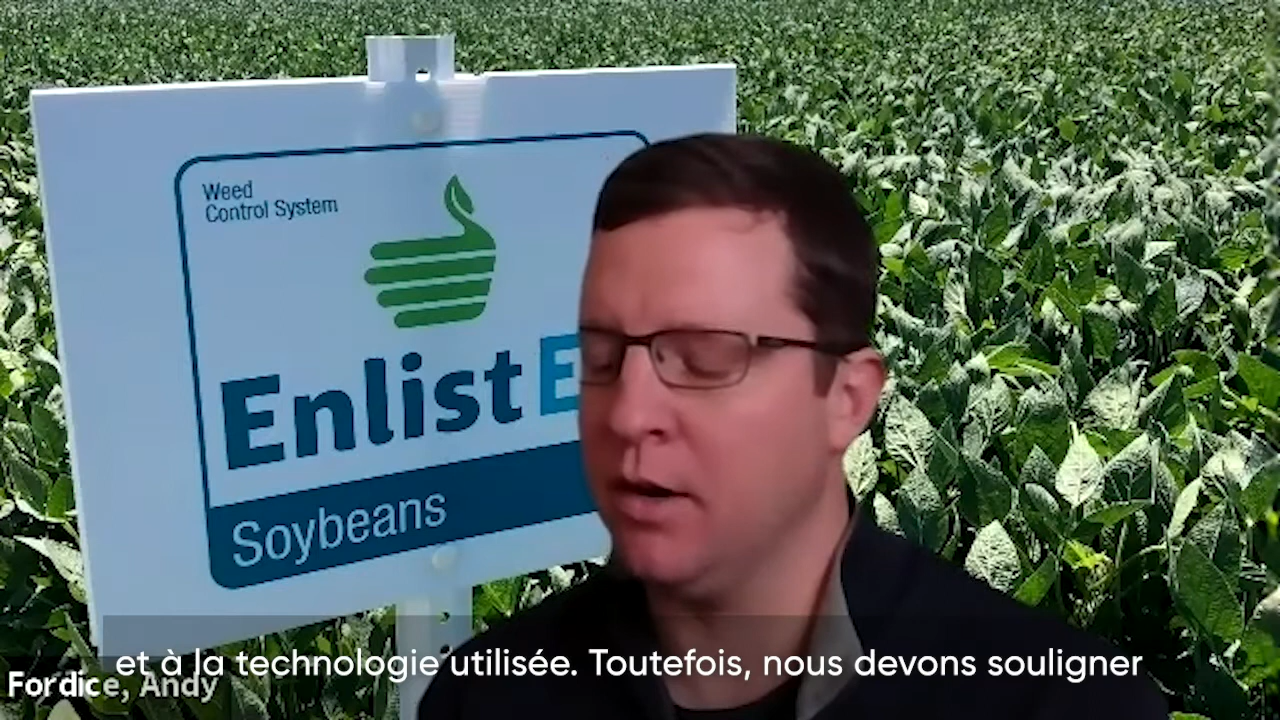 Weed
Control System
Enlist E
Soybeans
et à la technologie utilisée. Toutefois, nous devons souligner
Fordice, Andy